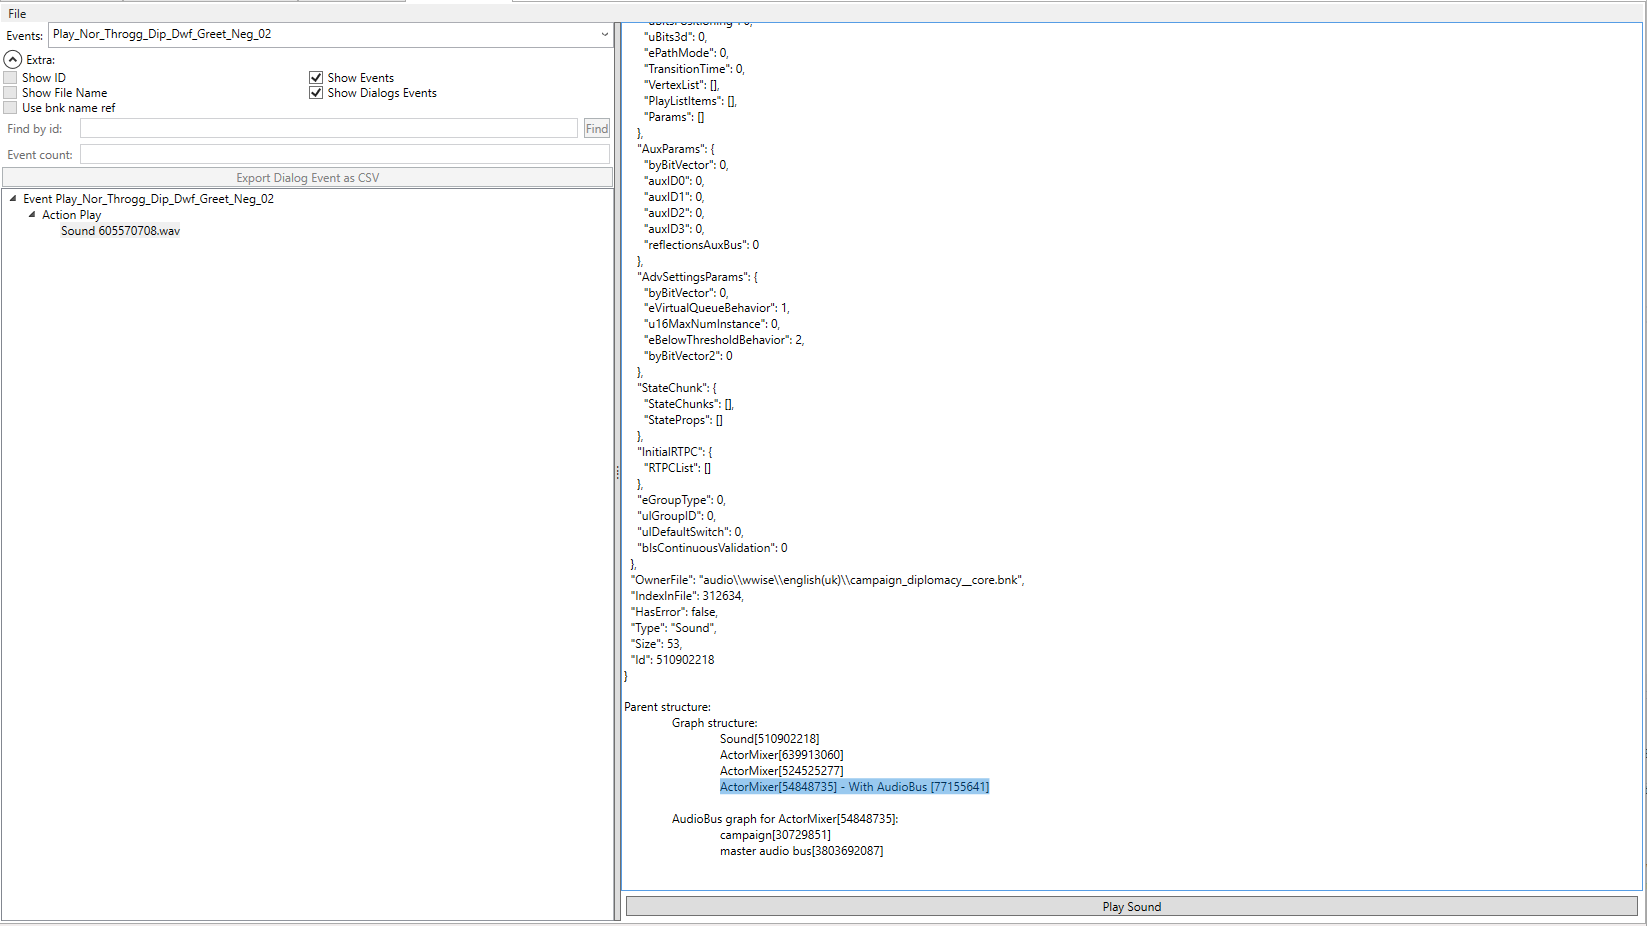 File
Events: Play_Nor_Throgg_Dip_Dwf_Greet_Neg_02
Extra:
Show ID
Show Events
Show File Name
Show Dialogs Events
Use bnk name ref
Find by id:
Find
Event count:
Export Dialog Event as CSV
Event Play_Nor_Throgg_Dip_Dwf_Greet_Neg_02
Action Play
Sound 605570708.wav
"uBits3d": 0,
"ePathMode": 0,
"TransitionTime": 0,
"VertexList": [],
"PlayListItems": [],
"Params": []
},
"AuxParams": {
"byBitVector": 0,
"auxID0": 0,
"auxID1": 0,
"auxID2": 0,
"auxID3": 0,
"reflectionsAuxBus": 0
},
"AdvSettingsParams": {
"byBitVector": 0,
"eVirtualQueueBehavior": 1,
"u16MaxNumInstance": 0,
"eBelowThresholdBehavior": 2,
"byBitVector2": 0
},
"StateChunk": {
"StateChunks": [],
"StateProps": []
},
"InitialRTPC": {
"RTPCList": []
},
"eGroupType": 0,
"ulGroupID": 0,
"ulDefaultSwitch": 0,
"bIsContinuousValidation": 0
},
"OwnerFile": "audio\\wwise\\english(uk)\\campaign_diplomacy__core.bnk",
"IndexInFile": 312634,
"HasError": false,
"Type": "Sound",
"Size": 53,
"Id": 510902218
}
Parent structure:
Graph structure:
Sound[510902218]
ActorMixer[639913060]
ActorMixer[524525277]
ActorMixer[54848735] - With AudioBus [77155641]
AudioBus graph for ActorMixer[54848735]:
campaign[30729851]
master audio bus[3803692087]
Play Sound